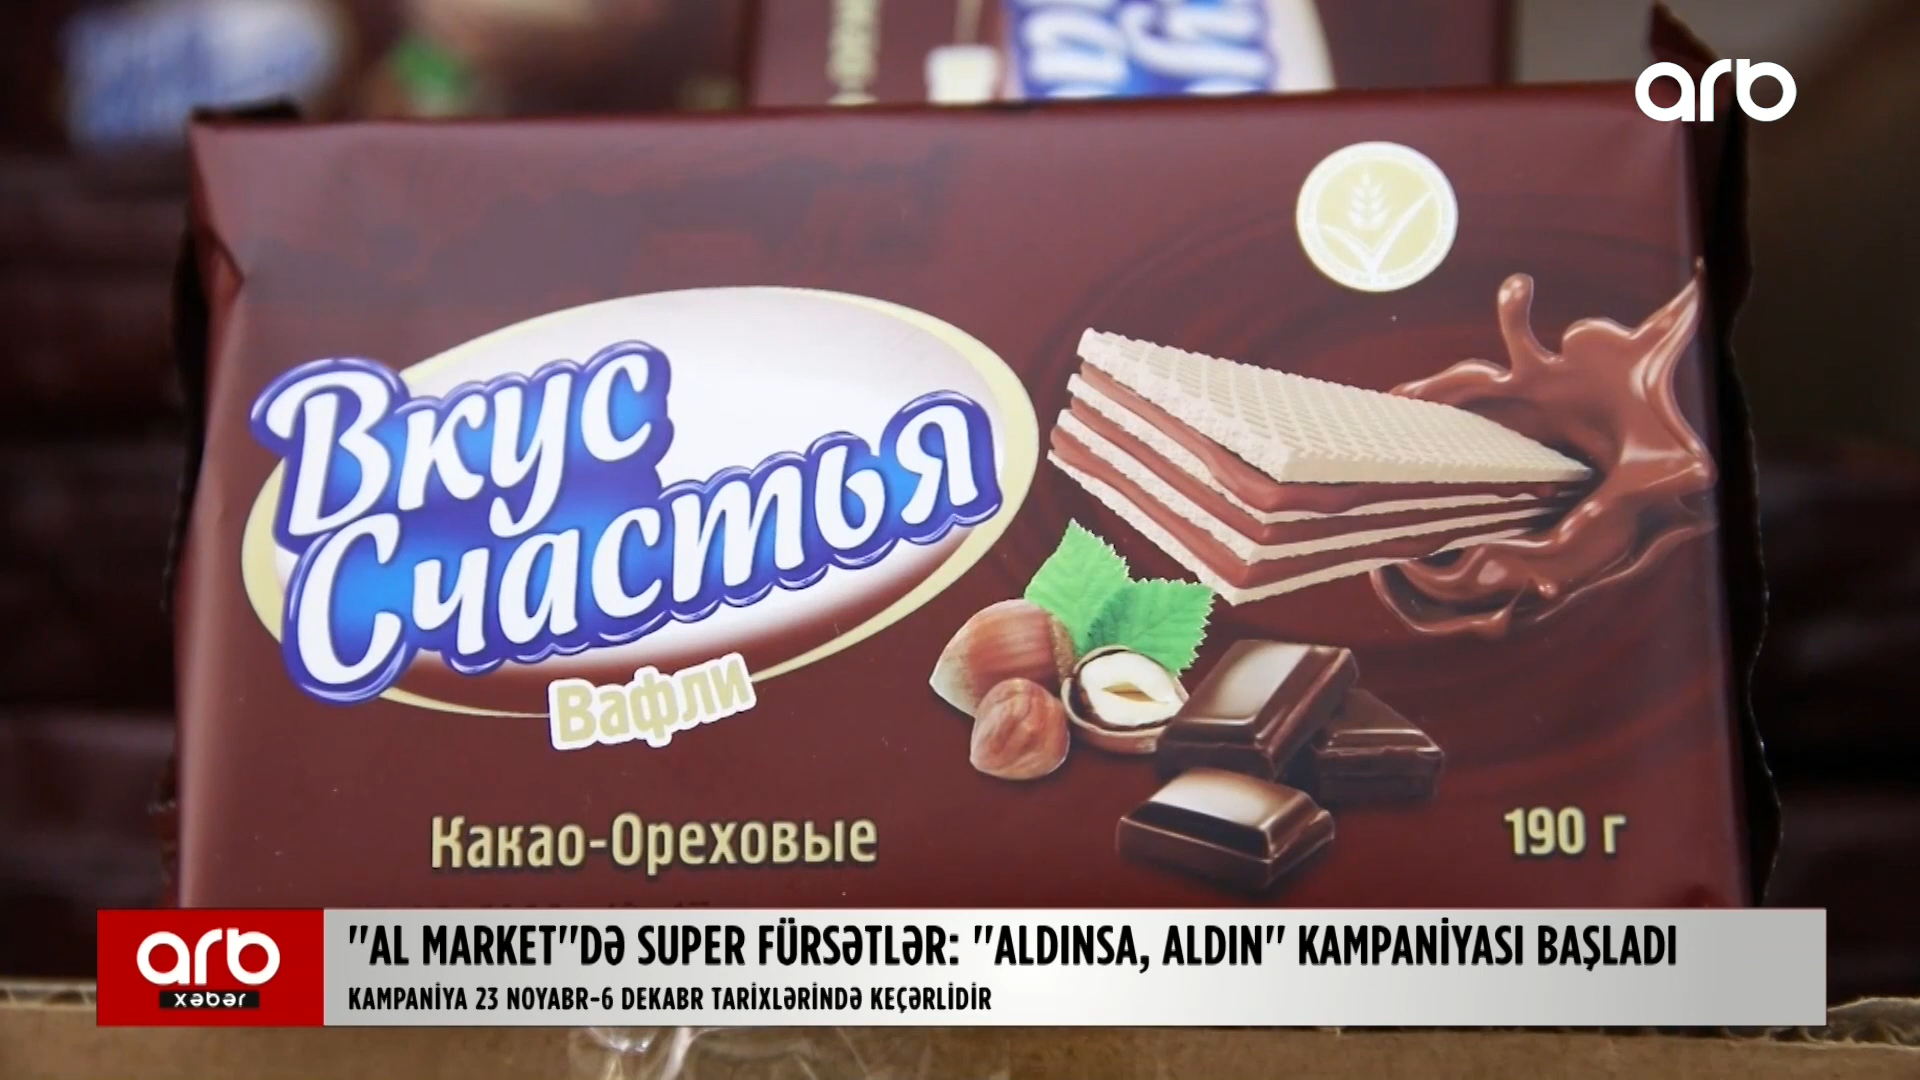 arb
Вкус
Счастья
Вафли
Какао-Ореховые
190 г
arb
xəbər
"AL MARKET"DƏ SUPER FÜRSƏTLƏR: "ALDINSA, ALDIN" KAMPANİYASI BAŞLADI
KAMPANİYA 23 NOYABR-6 DEKABR TARİXLƏRİNDƏ KEÇƏRLİDİR